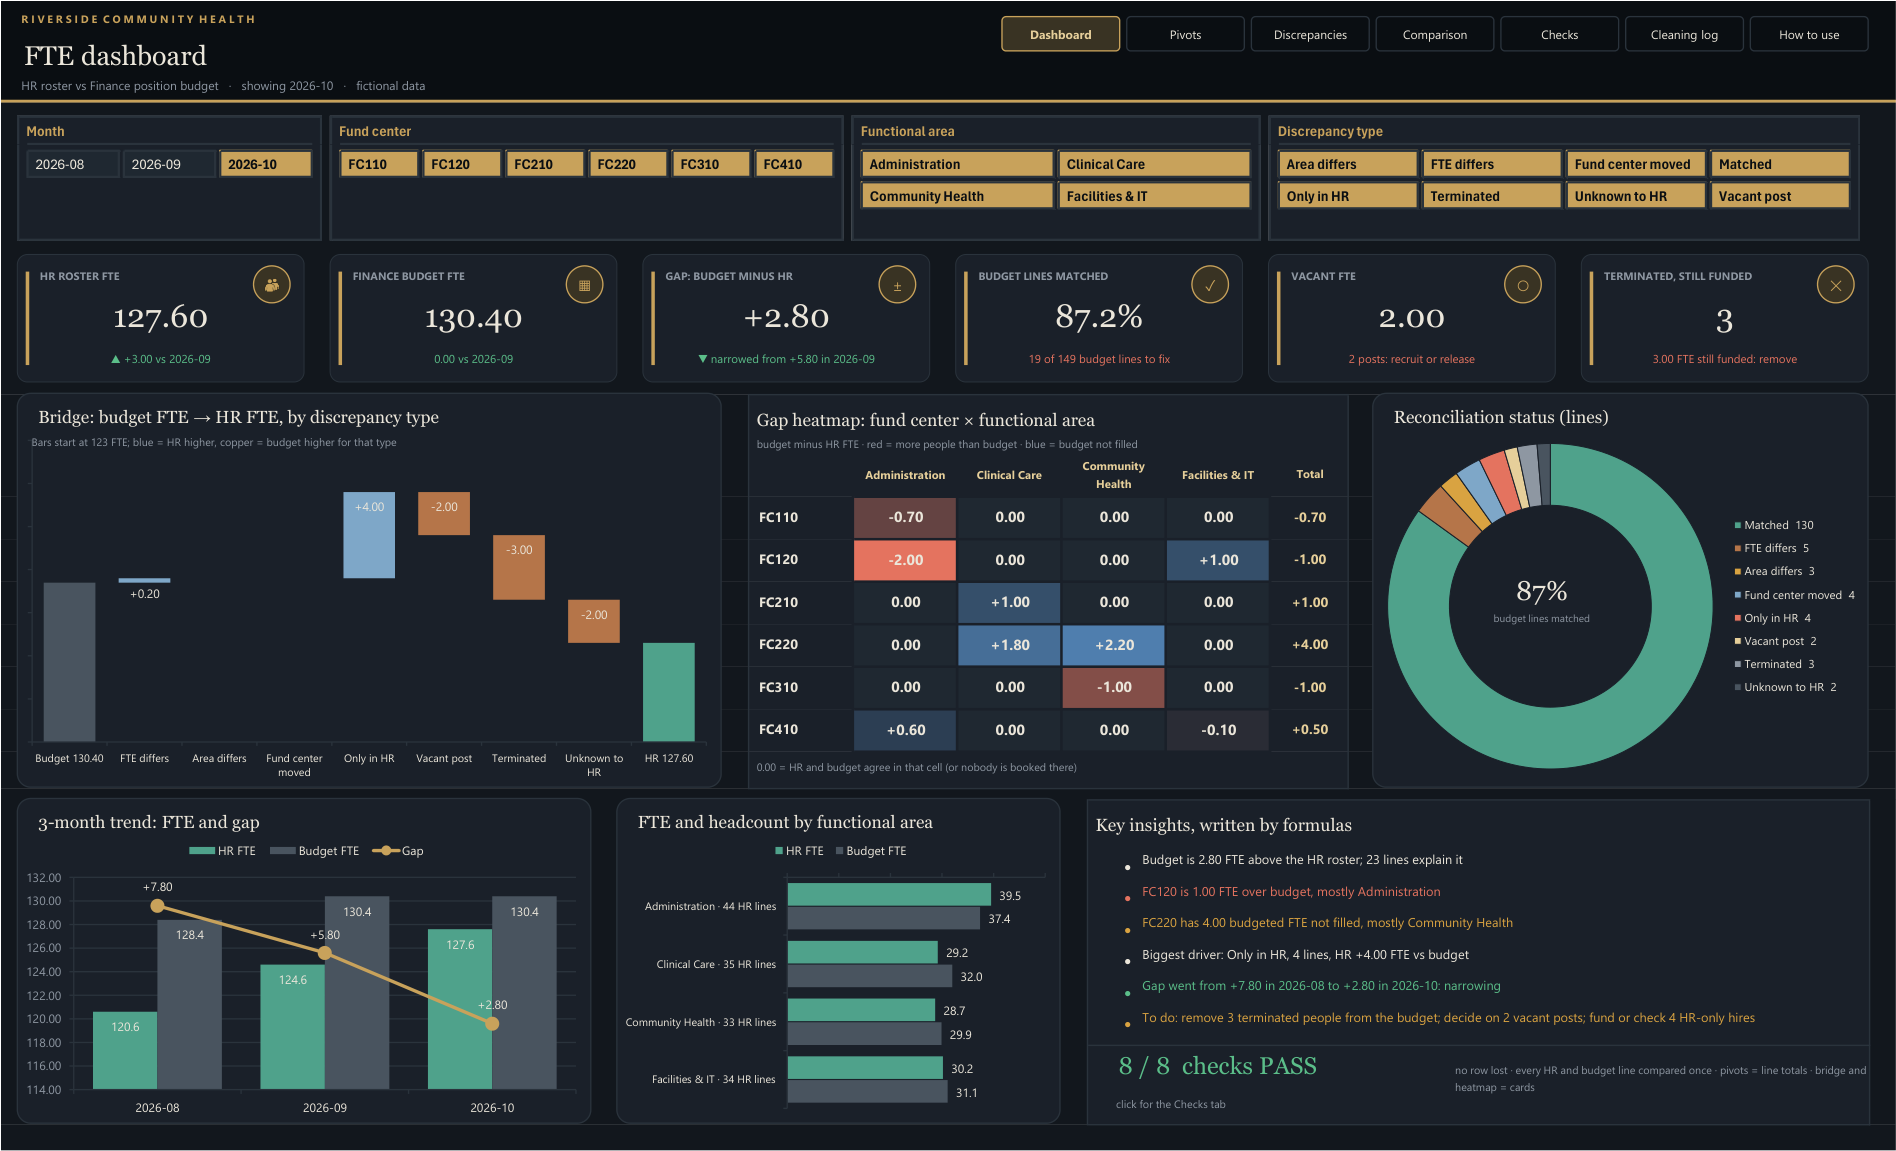 RIVERSIDE COMMUNITY HEALTH
FTE dashboard
HR roster vs Finance position budget · showing 2026-10 · fictional data
Dashboard
Pivots
Discrepancies
Comparison
Checks
Cleaning log
How to use
Month
2026-08
2026-09
2026-10
Fund center
FC110
FC120
FC210
FC220
FC310
FC410
Functional area
Administration
Clinical Care
Community Health
Facilities & IT
Discrepancy type
Area differs
FTE differs
Fund center moved
Matched
Only in HR
Terminated
Unknown to HR
Vacant post
HR ROSTER FTE
127.60
▲ +3.00 vs 2026-09
FINANCE BUDGET FTE
130.40
0.00 vs 2026-09
GAP: BUDGET MINUS HR
±
+2.80
▼ narrowed from +5.80 in 2026-09
BUDGET LINES MATCHED
✓
87.2%
19 of 149 budget lines to fix
VACANT FTE
2.00
2 posts: recruit or release
TERMINATED, STILL FUNDED
3
3.00 FTE still funded: remove
Bridge: budget FTE → HR FTE, by discrepancy type
Bars start at 123 FTE; blue = HR higher, copper = budget higher for that type
+0.20
+4.00
-2.00
-3.00
-2.00
Budget 130.40
FTE differs
Area differs
Fund center
moved
Only in HR
Vacant post
Terminated
Unknown to
HR
HR 127.60
Gap heatmap: fund center × functional area
budget minus HR FTE · red = more people than budget · blue = budget not filled
Administration
Clinical Care
Community
Health
Facilities & IT
Total
FC110 -0.70 0.00 0.00 0.00 -0.70
FC120 -2.00 0.00 0.00 +1.00 -1.00
FC210 0.00 +1.00 0.00 0.00 +1.00
FC220 0.00 +1.80 +2.20 0.00 +4.00
FC310 0.00 0.00 -1.00 0.00 -1.00
FC410 +0.60 0.00 0.00 -0.10 +0.50
0.00 = HR and budget agree in that cell (or nobody is booked there)
Reconciliation status (lines)
87%
budget lines matched
Matched 130
FTE differs 5
Area differs 3
Fund center moved 4
Only in HR 4
Vacant post 2
Terminated 3
Unknown to HR 2
3-month trend: FTE and gap
HR FTE
Budget FTE
Gap
132.00
130.00
128.00
126.00
124.00
122.00
120.00
118.00
116.00
114.00
+7.80
128.4
120.6
+5.80
130.4
124.6
130.4
127.6
+2.80
2026-08
2026-09
2026-10
FTE and headcount by functional area
HR FTE
Budget FTE
Administration · 44 HR lines
39.5
37.4
Clinical Care · 35 HR lines
29.2
32.0
Community Health · 33 HR lines
28.7
29.9
Facilities & IT · 34 HR lines
30.2
31.1
Key insights, written by formulas
• Budget is 2.80 FTE above the HR roster; 23 lines explain it
• FC120 is 1.00 FTE over budget, mostly Administration
• FC220 has 4.00 budgeted FTE not filled, mostly Community Health
• Biggest driver: Only in HR, 4 lines, HR +4.00 FTE vs budget
• Gap went from +7.80 in 2026-08 to +2.80 in 2026-10: narrowing
• To do: remove 3 terminated people from the budget; decide on 2 vacant posts; fund or check 4 HR-only hires
8 / 8 checks PASS
click for the Checks tab
no row lost · every HR and budget line compared once · pivots = line totals · bridge and
heatmap = cards